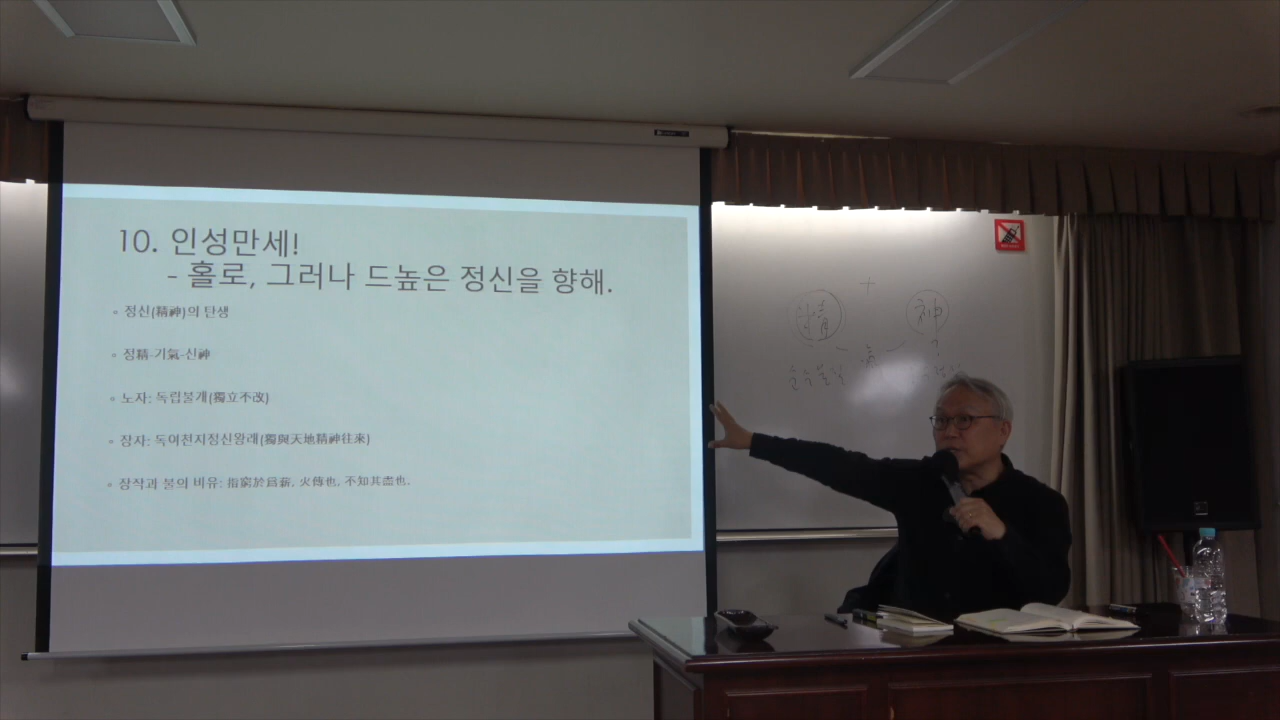 10. 인성만세!
- 홀로, 그러나 드높은 정신을 향해.
정신(精神)의 탄생
정精-기氣-신神
노자: 독립불개(獨立不改)
장자: 독여천지정신왕래(獨與天地精神往來)
장작과 불의 비유: 指窮於爲薪, 火傳也, 不知其盡也.
+
精 神
氣 ?